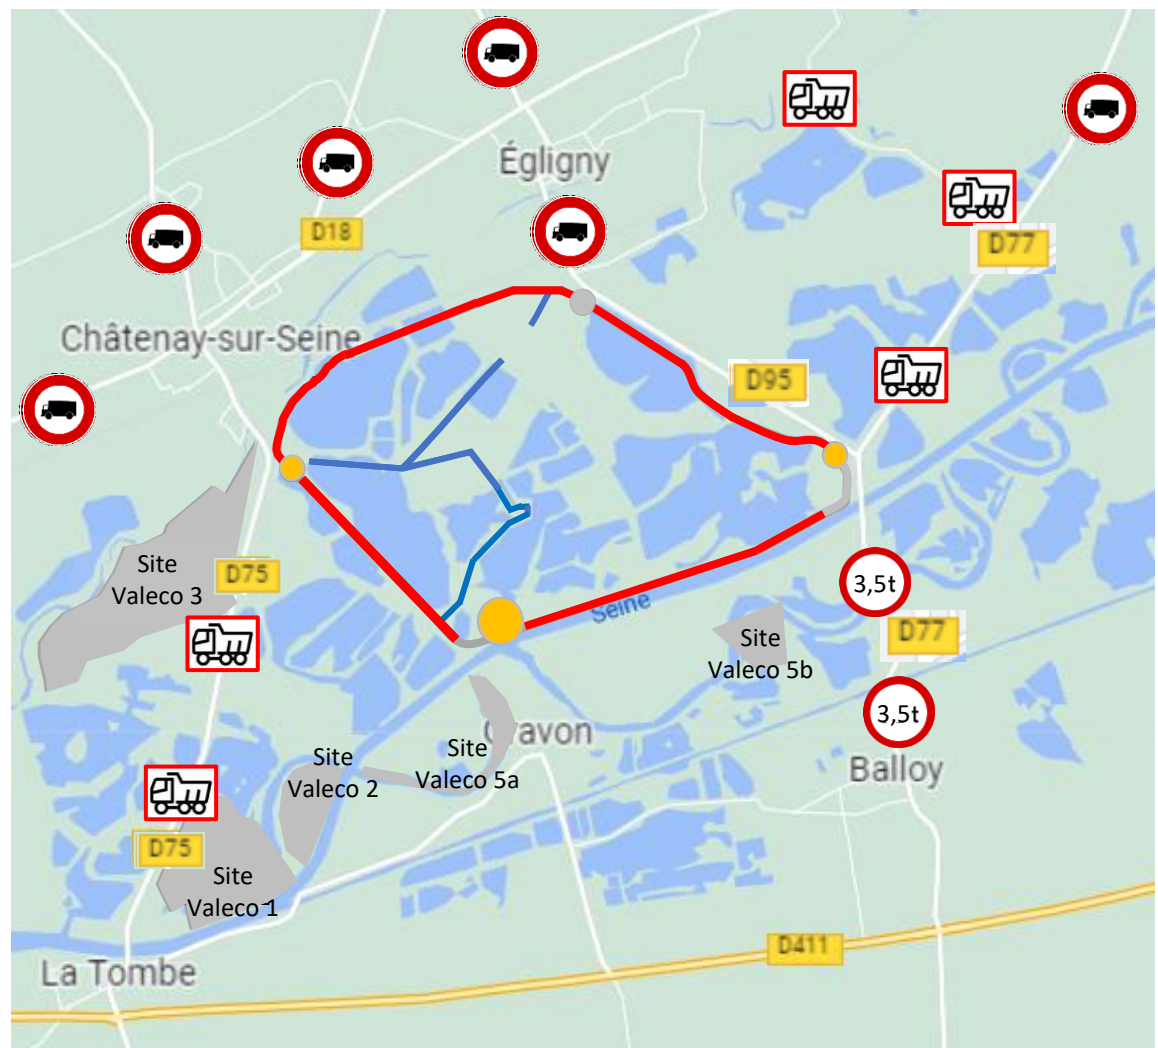 Égligny
D18
D77
Châtenay-sur-Seine
D95
Site
Valeco 3
D75
3,5t
Seine
D77
Site
Valeco 5b
3,5t
Gravon
Site
Valeco 5a
Site
Valeco 2
Balloy
D75
Site
Valeco 1
D411
La Tombe